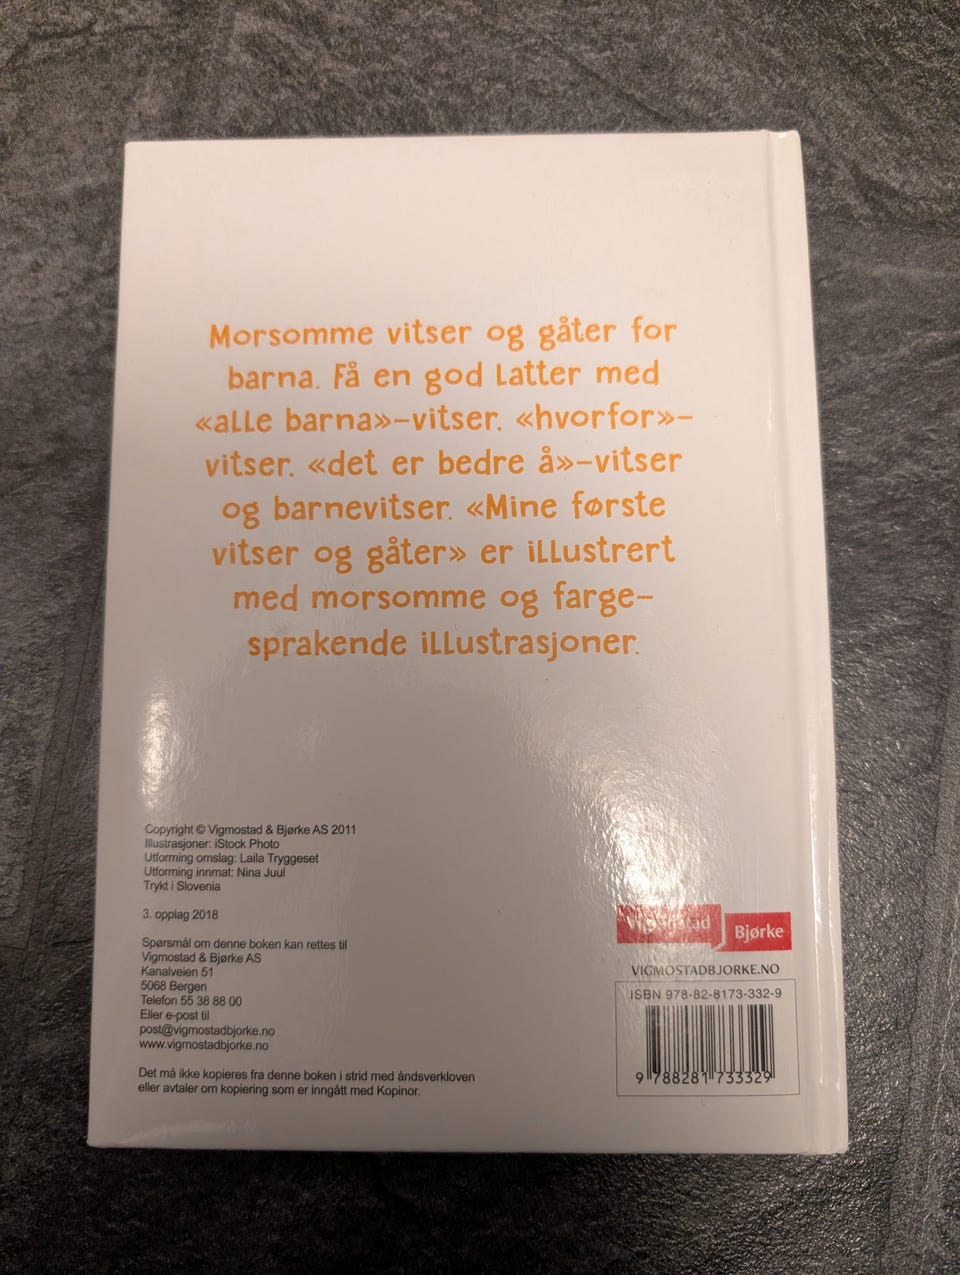 Morsomme vitser og gåter for
barna. Få en god latter med
«alle barna»-vitser, «hvorfor»-
vitser, «det er bedre å»-vitser
og barnevitser. «Mine første
vitser og gåter» er illustrert
med morsomme og farge-
sprakende illustrasjoner.
Copyright © Vigmostad & Bjørke AS 2011
Illustrasjoner: iStock Photo
Utforming omslag: Laila Tryggeset
Utforming innmat: Nina Juul
Trykt i Slovenia
3. opplag 2018
Spørsmål om denne boken kan rettes til
Vigmostad & Bjørke AS
Kanalveien 51
5068 Bergen
Telefon 55 38 88 00
Eller e-post til
post@vigmostadbjorke.no
www.vigmostadbjorke.no
Det må ikke kopieres fra denne boken i strid med åndsverkloven
eller avtaler om kopiering som er inngått med Kopinor.
Vigmostad Bjørke
VIGMOSTADBJORKE.NO
ISBN 978-82-8173-332-9
9 788281 733329